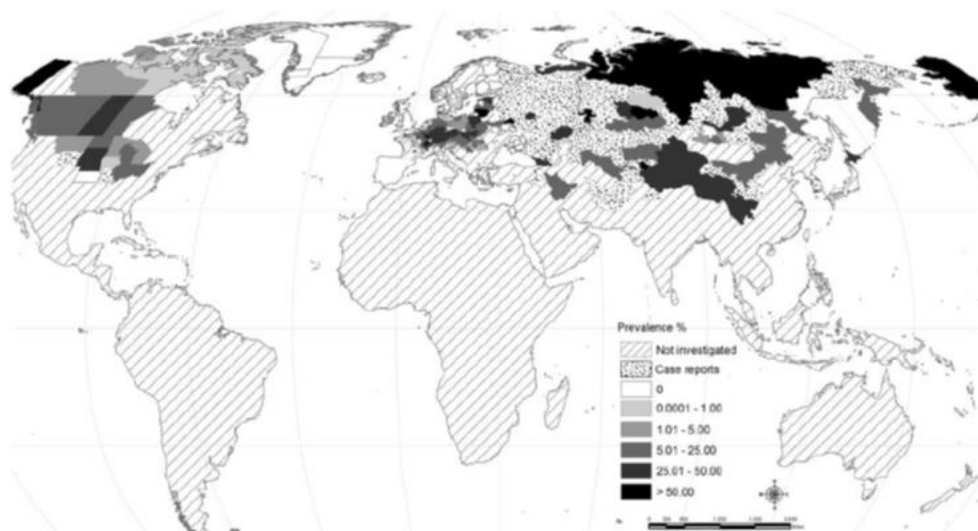 Prevalence %
Not investigated
Case reports
0
0.0001 - 1.00
1.01 - 5.00
5.01 - 25.00
25.01 - 50.00
> 50.00